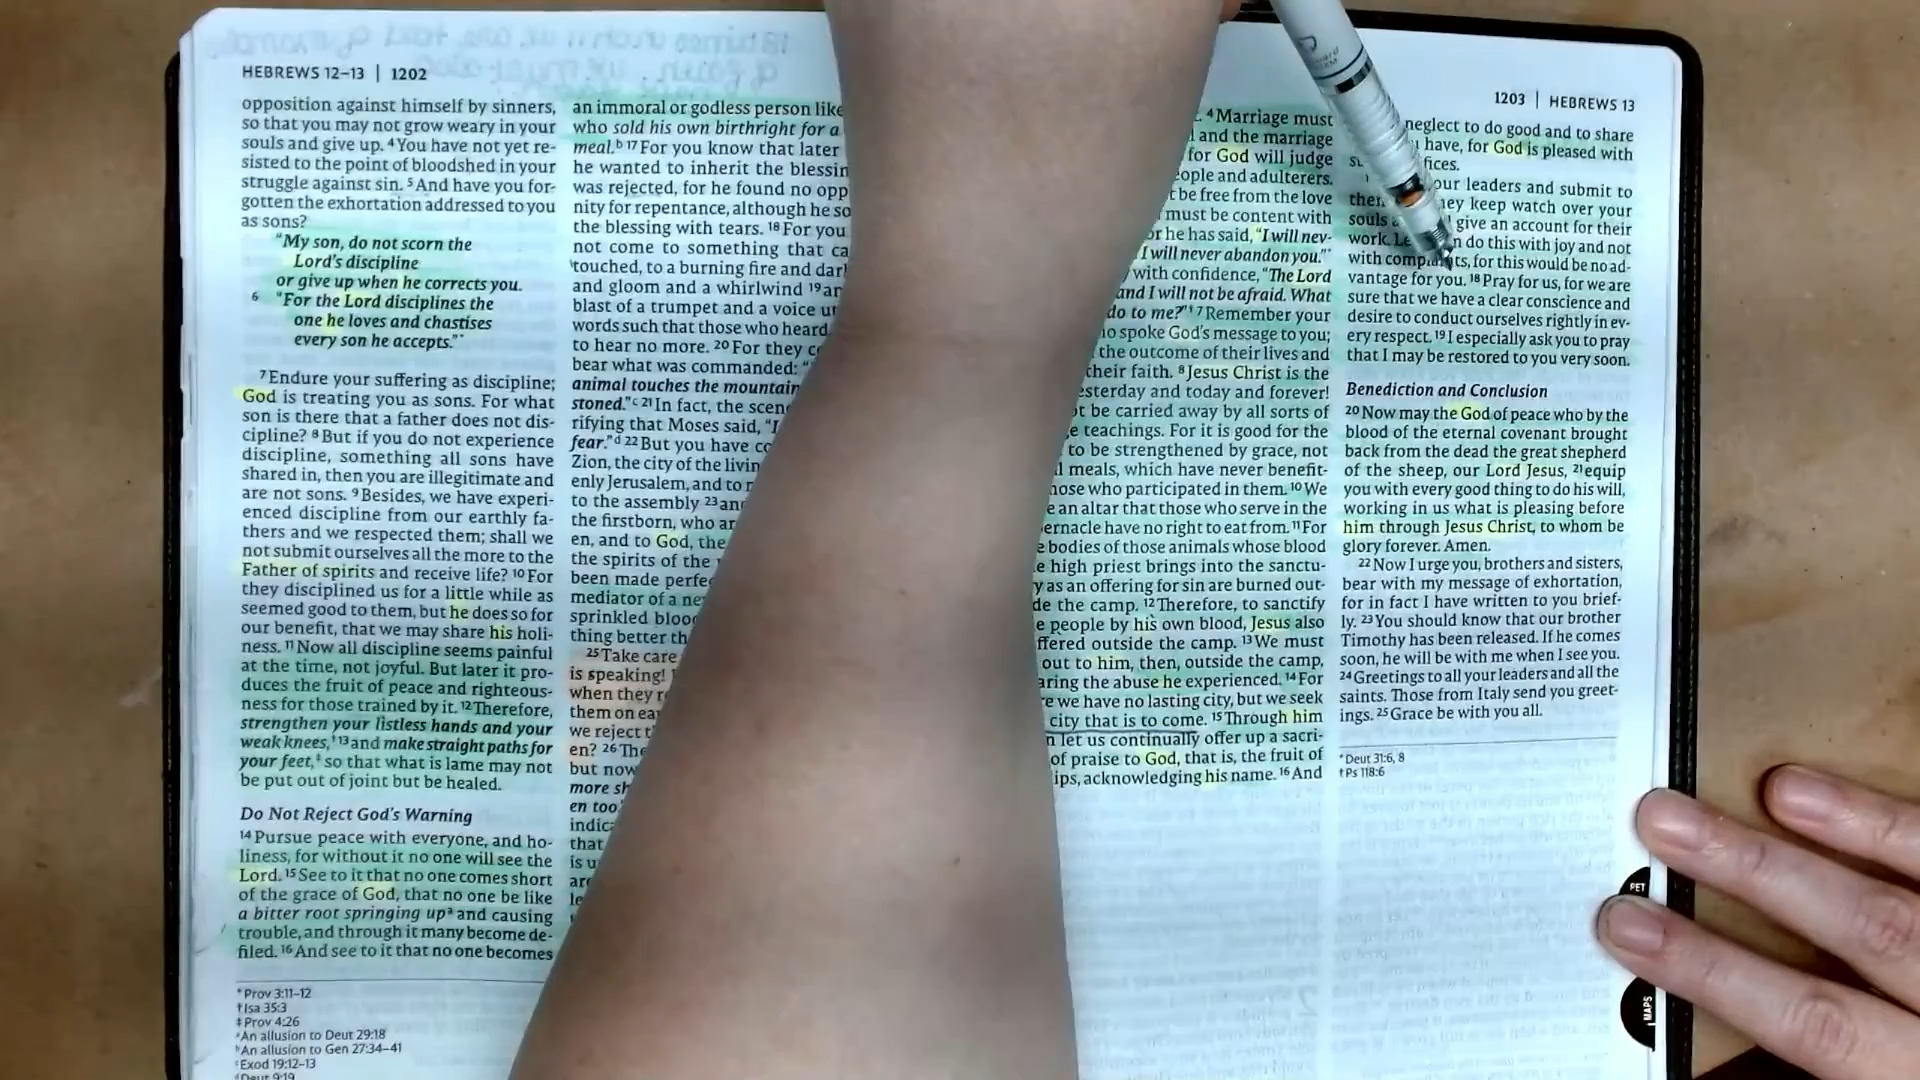 HEBREWS 12–13 | 1202
opposition against himself by sinners,
so that you may not grow weary in your
souls and give up. 4 You have not yet re-
sisted to the point of bloodshed in your
struggle against sin. 5 And have you for-
gotten the exhortation addressed to you
as sons?
"My son, do not scorn the
Lord's discipline
or give up when he corrects you.
6 "For the Lord disciplines the
one he loves and chastises
every son he accepts."*
7 Endure your suffering as discipline;
God is treating you as sons. For what
son is there that a father does not dis-
cipline? 8 But if you do not experience
discipline, something all sons have
shared in, then you are illegitimate and
are not sons. 9 Besides, we have experi-
enced discipline from our earthly fa-
thers and we respected them; shall we
not submit ourselves all the more to the
Father of spirits and receive life? 10 For
they disciplined us for a little while as
seemed good to them, but he does so for
our benefit, that we may share his holi-
ness. 11 Now all discipline seems painful
at the time, not joyful. But later it pro-
duces the fruit of peace and righteous-
ness for those trained by it. 12 Therefore,
strengthen your listless hands and your
weak knees,† 13 and make straight paths for
your feet,‡ so that what is lame may not
be put out of joint but be healed.
Do Not Reject God's Warning
14 Pursue peace with everyone, and ho-
liness, for without it no one will see the
Lord. 15 See to it that no one comes short
of the grace of God, that no one be like
a bitter root springing upª and causing
trouble, and through it many become de-
filed. 16 And see to it that no one becomes
* Prov 3:11–12
† Isa 35:3
‡ Prov 4:26
ª An allusion to Deut 29:18
b An allusion to Gen 27:34–41
c Exod 19:12–13
d Deut 9:19
an immoral or godless person like
who sold his own birthright for a
meal.b 17 For you know that later
he wanted to inherit the
was rejected, for he found no
nity for repentance, although he
the blessing with tears. 18 For you
not come to something that
touched, to a burning fire and
and gloom and a whirlwind 19
blast of a trumpet and a voice
words such that those who heard
to hear no more. 20 For they
bear what was commanded:
animal touches the mountain
stoned."c 21 In fact, the
rifying that Moses said, "I
fear."d 22 But you have
Zion, the city of the
enly Jerusalem, and to
to the assembly 23
the firstborn, who
en, and to God, the
the spirits of the
been made
mediator of a
sprinkled
thing better
25 Take care
is speaking!
when they
them on
we reject
en? 26
but now
more
en too
that
is
1203 | HEBREWS 13
4 Marriage must
and the marriage
for God will judge
and adulterers.
be free from the love
must be content with
he has said, "I will nev-
I will never abandon you."*
with confidence, "The Lord
and I will not be afraid. What
do to me?"† 7 Remember your
spoke God's message to you;
the outcome of their lives and
their faith. 8 Jesus Christ is the
and today and forever!
be carried away by all sorts of
teachings. For it is good for the
to be strengthened by grace, not
meals, which have never benefit-
who participated in them. 10 We
an altar that those who serve in the
have no right to eat from. 11 For
bodies of those animals whose blood
high priest brings into the sanctu-
as an offering for sin are burned out-
the camp. 12 Therefore, to sanctify
people by his own blood, Jesus also
outside the camp. 13 We must
out to him, then, outside the camp,
the abuse he experienced. 14 For
we have no lasting city, but we seek
city that is to come. 15 Through him
let us continually offer up a sacri-
of praise to God, that is, the fruit of
acknowledging his name. 16 And
neglect to do good and to share
have, for God is pleased with
leaders and submit to
keep watch over your
souls give an account for their
work. do this with joy and not
with complaints, for this would be no ad-
vantage for you. 18 Pray for us, for we are
sure that we have a clear conscience and
desire to conduct ourselves rightly in ev-
ery respect. 19 I especially ask you to pray
that I may be restored to you very soon.
Benediction and Conclusion
20 Now may the God of peace who by the
blood of the eternal covenant brought
back from the dead the great shepherd
of the sheep, our Lord Jesus, 21 equip
you with every good thing to do his will,
working in us what is pleasing before
him through Jesus Christ, to whom be
glory forever. Amen.
22 Now I urge you, brothers and sisters,
bear with my message of exhortation,
for in fact I have written to you brief-
ly. 23 You should know that our brother
Timothy has been released. If he comes
soon, he will be with me when I see you.
24 Greetings to all your leaders and all the
saints. Those from Italy send you greet-
ings. 25 Grace be with you all.
* Deut 31:6, 8
† Ps 118:6
PET
MAPS